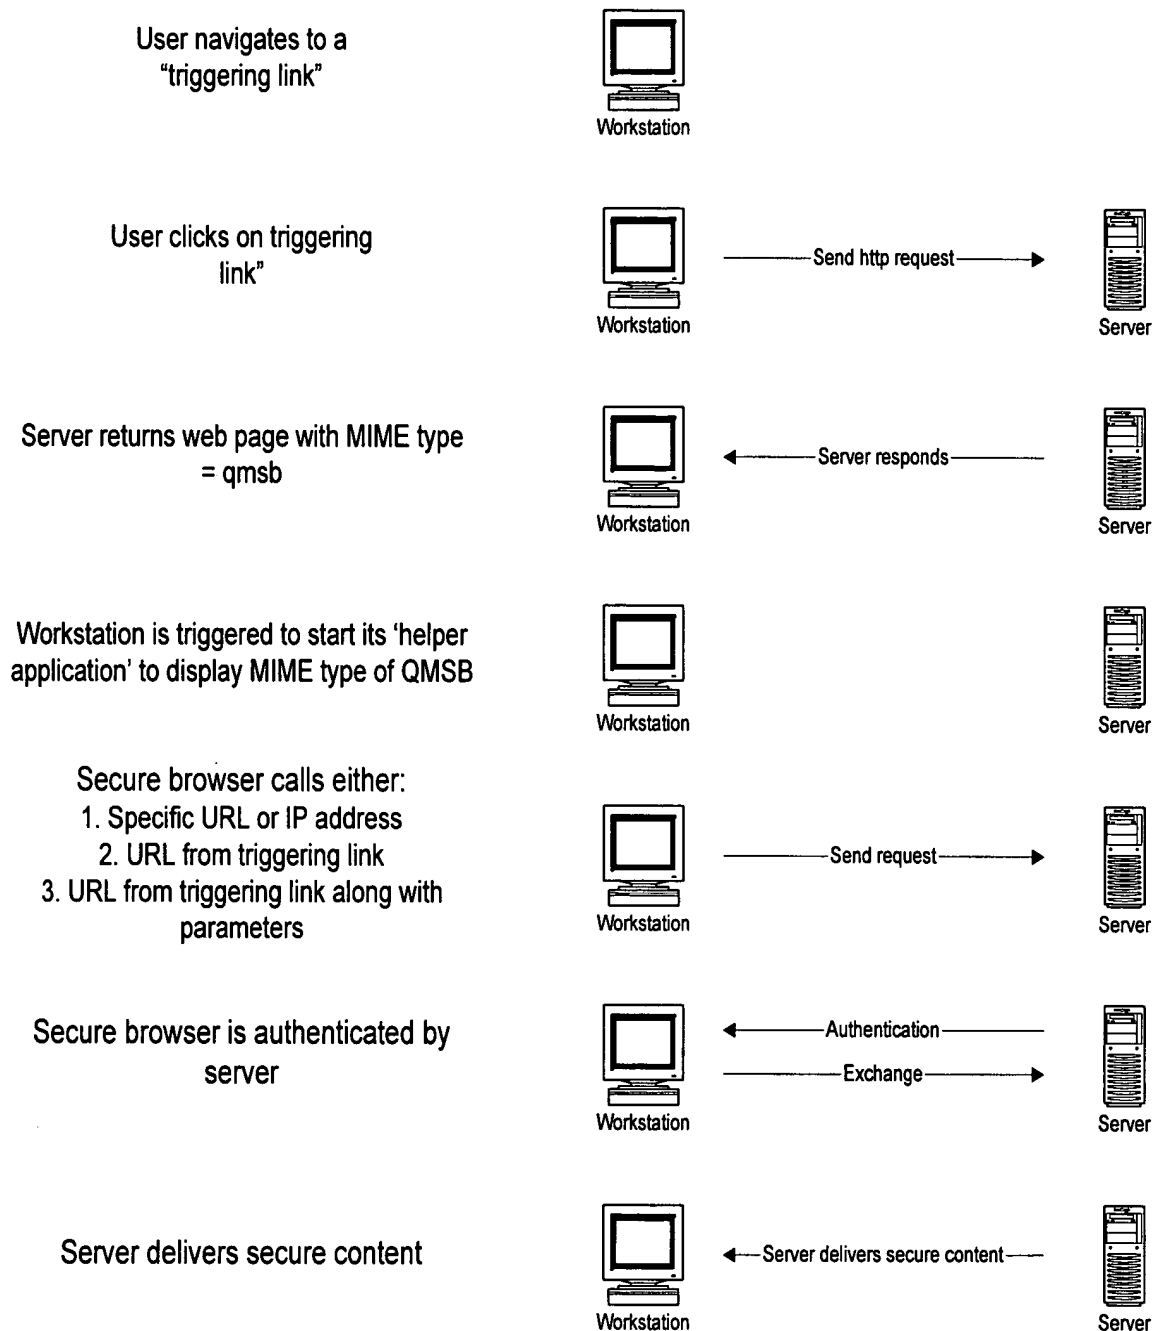 User navigates to a
“triggering link”
Workstation
User clicks on triggering
link”
Send http request
Workstation
Server
Server returns web page with MIME type
= qmsb
Server responds
Workstation
Server
Workstation is triggered to start its ‘helper
application’ to display MIME type of QMSB
Workstation
Server
Secure browser calls either:
1. Specific URL or IP address
2. URL from triggering link
3. URL from triggering link along with
parameters
Send request
Workstation
Server
Secure browser is authenticated by
server
Authentication
Exchange
Workstation
Server
Server delivers secure content
Server delivers secure content
Workstation
Server